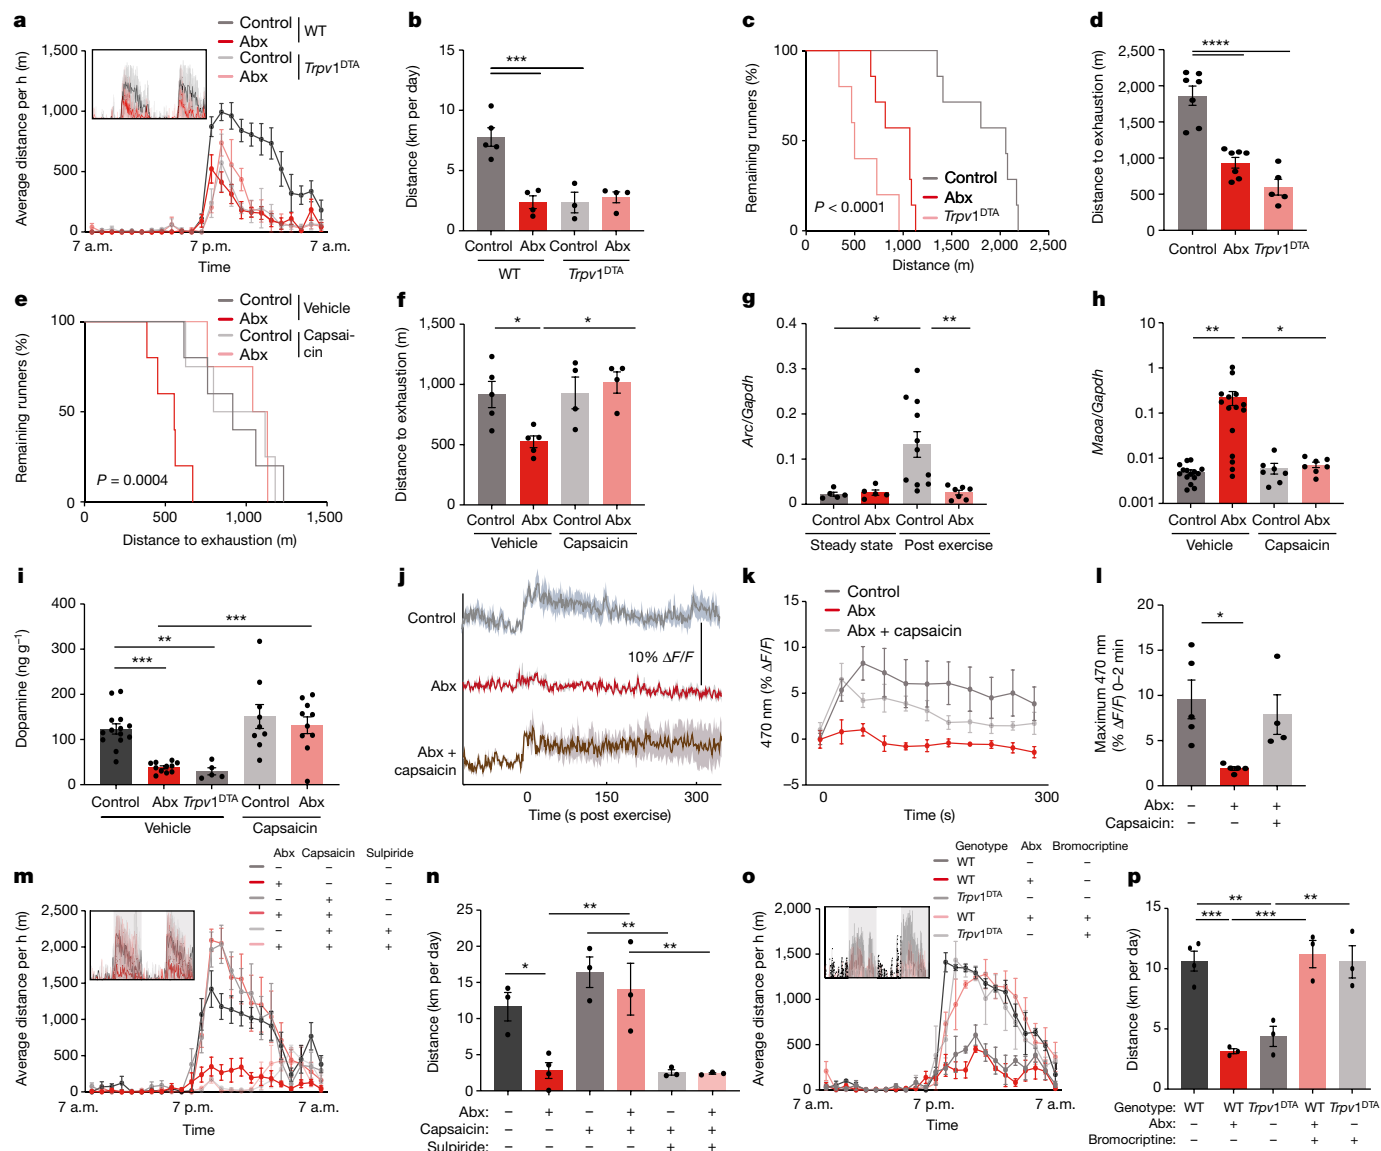 a
Control
Abx
WT
Control
Abx
Trpv1DTA
Average distance per h (m)
1,500
1,000
500
0
7 a.m.
7 p.m.
7 a.m.
Time
b
Distance (km per day)
15
10
5
0
***
Control Abx Control Abx
WT
Trpv1DTA
c
Remaining runners (%)
100
50
0
Control
Abx
Trpv1DTA
P < 0.0001
0 500 1,000 1,500 2,000 2,500
Distance (m)
d
Distance to exhaustion (m)
2,500
2,000
1,500
1,000
500
0
****
Control Abx Trpv1DTA
e
Control
Abx
Vehicle
Control
Abx
Capsai-
cin
Remaining runners (%)
100
50
0
P = 0.0004
0 500 1,000 1,500
Distance to exhaustion (m)
f
Distance to exhaustion (m)
1,500
1,000
500
0
* *
Control Abx Control Abx
Vehicle Capsaicin
g
Arc/Gapdh
0.4
0.3
0.2
0.1
0
* **
Control Abx Control Abx
Steady state Post exercise
h
Maoa/Gapdh
10
1
0.1
0.01
0.001
** *
Control Abx Control Abx
Vehicle Capsaicin
i
Dopamine (ng g–1)
400
300
200
100
0
***
**
***
Control Abx Trpv1DTA Control Abx
Vehicle Capsaicin
j
Control
10% ΔF/F
Abx
Abx +
capsaicin
0 150 300
Time (s post exercise)
k
Control
Abx
Abx + capsaicin
470 nm (% ΔF/F)
15
10
5
0
–5
0 300
Time (s)
l
Maximum 470 nm
(% ΔF/F) 0–2 min
20
15
10
5
0
*
Abx: – + +
Capsaicin: – – +
m
Abx Capsaicin Sulpiride
– – –
+ – –
– + –
+ + –
– + +
+ + +
Average distance per h (m)
2,500
2,000
1,500
1,000
500
0
7 a.m. 7 p.m. 7 a.m.
Time
n
Distance (km per day)
25
20
15
10
5
0
**
**
**
*
Abx: – + – + – +
Capsaicin: – – + + + +
Sulpiride: – – – – + +
o
Genotype Abx Bromocriptine
WT – –
WT + –
Trpv1DTA – –
WT + +
Trpv1DTA – +
Average distance per h (m)
2,000
1,500
1,000
500
0
7 a.m. 7 p.m. 7 a.m.
Time
p
Distance (km per day)
15
10
5
0
** **
*** ***
Genotype: WT WT Trpv1DTA WT Trpv1DTA
Abx: – + – + –
Bromocriptine: – – – + +